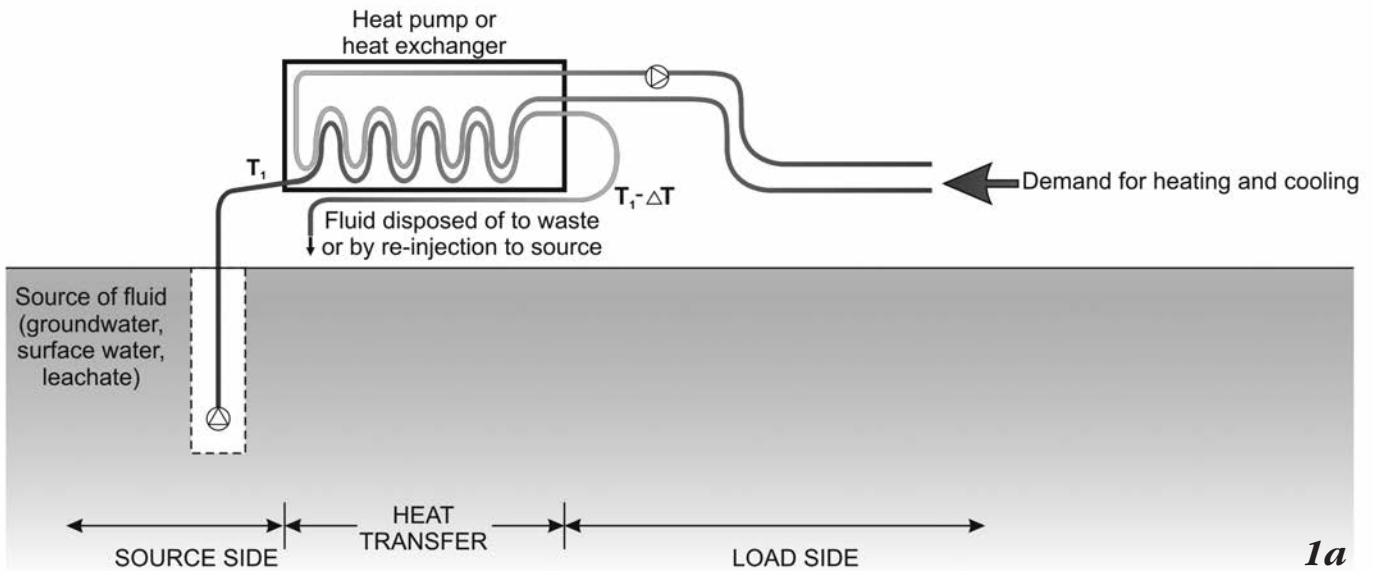 Heat pump or
heat exchanger
T₁
T₁-ΔT
Demand for heating and cooling
Fluid disposed of to waste
or by re-injection to source
Source of fluid
(groundwater,
surface water,
leachate)
HEAT
TRANSFER
SOURCE SIDE
LOAD SIDE
1a